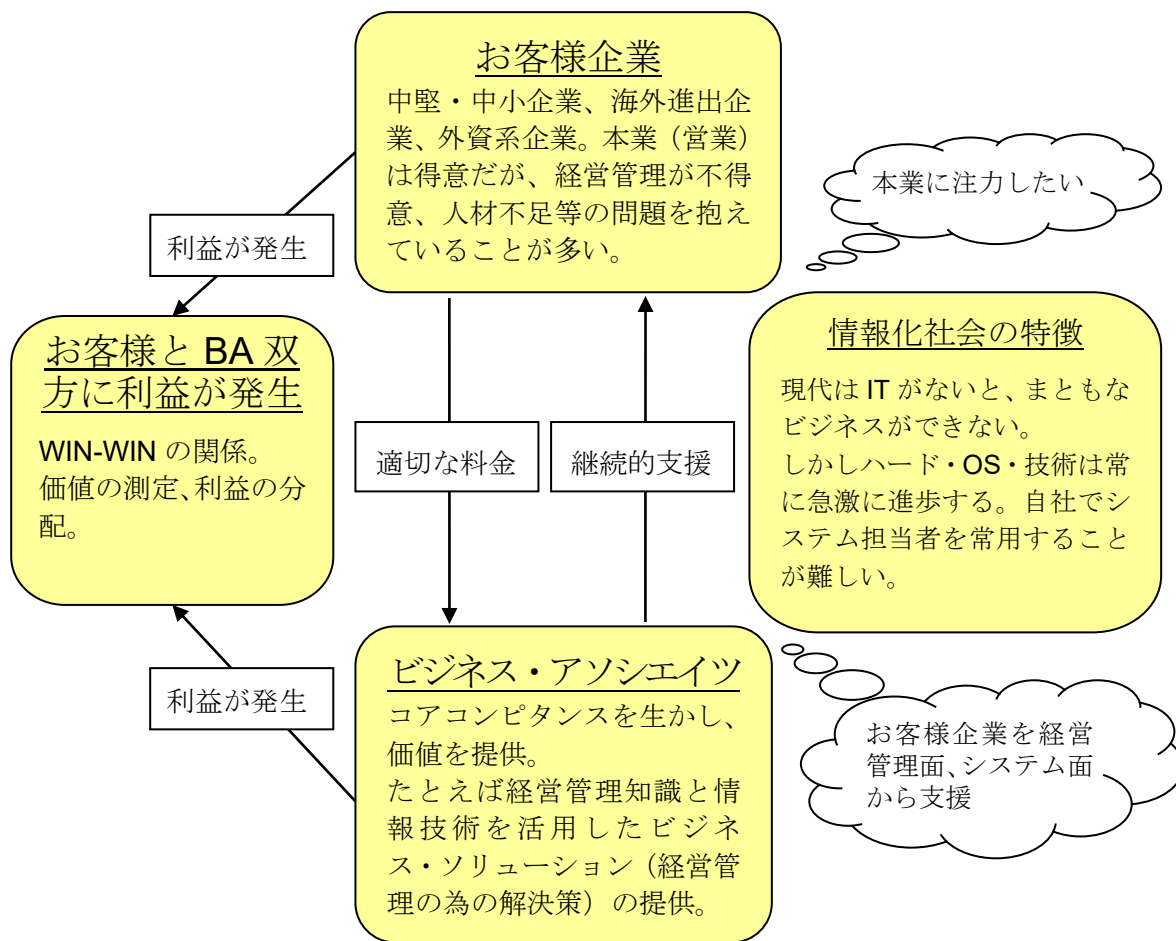 お客様企業
中堅・中小企業、海外進出企
業、外資系企業。本業（営業）
は得意だが、経営管理が不得
意、人材不足等の問題を抱え
ていることが多い。
本業に注力したい
利益が発生
お客様と BA 双
方に利益が発生
WIN-WIN の関係。
価値の測定、利益の分
配。
適切な料金
継続的支援
情報化社会の特徴
現代は IT がないと、まともな
ビジネスができない。
しかしハード・OS・技術は常
に急激に進歩する。自社でシ
ステム担当者を常用すること
が難しい。
利益が発生
ビジネス・アソシエイツ
コアコンピタンスを生かし、
価値を提供。
たとえば経営管理知識と情
報技術を活用したビジネ
ス・ソリューション（経営管
理の為の解決策）の提供。
お客様企業を経営
管理面、システム面
から支援